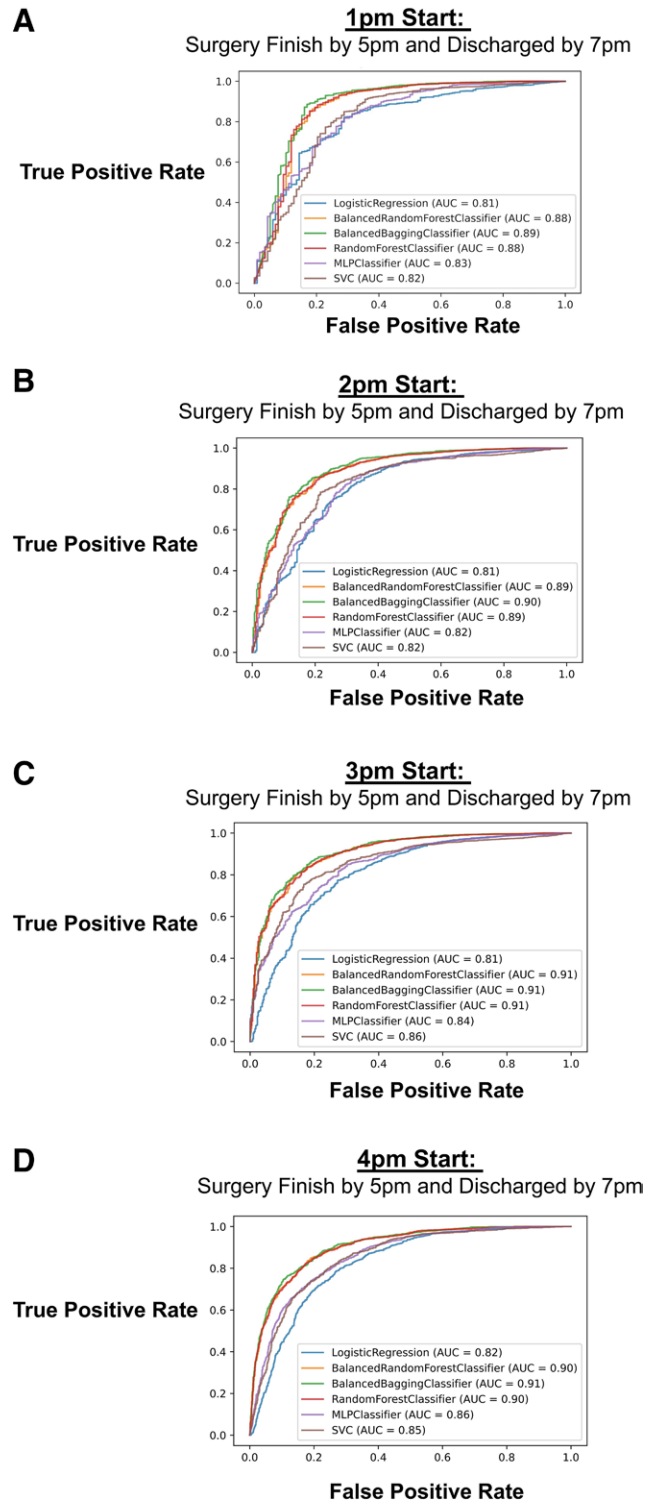 A
1pm Start:
Surgery Finish by 5pm and Discharged by 7pm
True Positive Rate
1.0
0.8
0.6
0.4
0.2
0.0
LogisticRegression (AUC = 0.81)
BalancedRandomForestClassifier (AUC = 0.88)
BalancedBaggingClassifier (AUC = 0.89)
RandomForestClassifier (AUC = 0.88)
MLPClassifier (AUC = 0.83)
SVC (AUC = 0.82)
0.0 0.2 0.4 0.6 0.8 1.0
False Positive Rate
B
2pm Start:
Surgery Finish by 5pm and Discharged by 7pm
True Positive Rate
1.0
0.8
0.6
0.4
0.2
0.0
LogisticRegression (AUC = 0.81)
BalancedRandomForestClassifier (AUC = 0.89)
BalancedBaggingClassifier (AUC = 0.90)
RandomForestClassifier (AUC = 0.89)
MLPClassifier (AUC = 0.82)
SVC (AUC = 0.82)
0.0 0.2 0.4 0.6 0.8 1.0
False Positive Rate
C
3pm Start:
Surgery Finish by 5pm and Discharged by 7pm
True Positive Rate
1.0
0.8
0.6
0.4
0.2
0.0
LogisticRegression (AUC = 0.81)
BalancedRandomForestClassifier (AUC = 0.91)
BalancedBaggingClassifier (AUC = 0.91)
RandomForestClassifier (AUC = 0.91)
MLPClassifier (AUC = 0.84)
SVC (AUC = 0.86)
0.0 0.2 0.4 0.6 0.8 1.0
False Positive Rate
D
4pm Start:
Surgery Finish by 5pm and Discharged by 7pm
True Positive Rate
1.0
0.8
0.6
0.4
0.2
0.0
LogisticRegression (AUC = 0.82)
BalancedRandomForestClassifier (AUC = 0.90)
BalancedBaggingClassifier (AUC = 0.91)
RandomForestClassifier (AUC = 0.90)
MLPClassifier (AUC = 0.86)
SVC (AUC = 0.85)
0.0 0.2 0.4 0.6 0.8 1.0
False Positive Rate